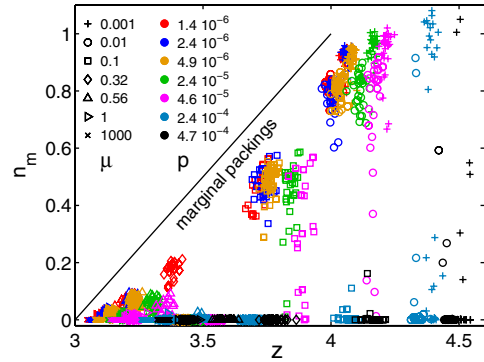 + 0.001 1.4 10⁻⁶
○ 0.01 2.4 10⁻⁶
□ 0.1 4.9 10⁻⁶
◇ 0.32 2.4 10⁻⁵
△ 0.56 4.6 10⁻⁵
▷ 1 2.4 10⁻⁴
× 1000 4.7 10⁻⁴
μ p
marginal packings
1
0.8
0.6
0.4
0.2
0
n_m
3 3.5 4 4.5
z